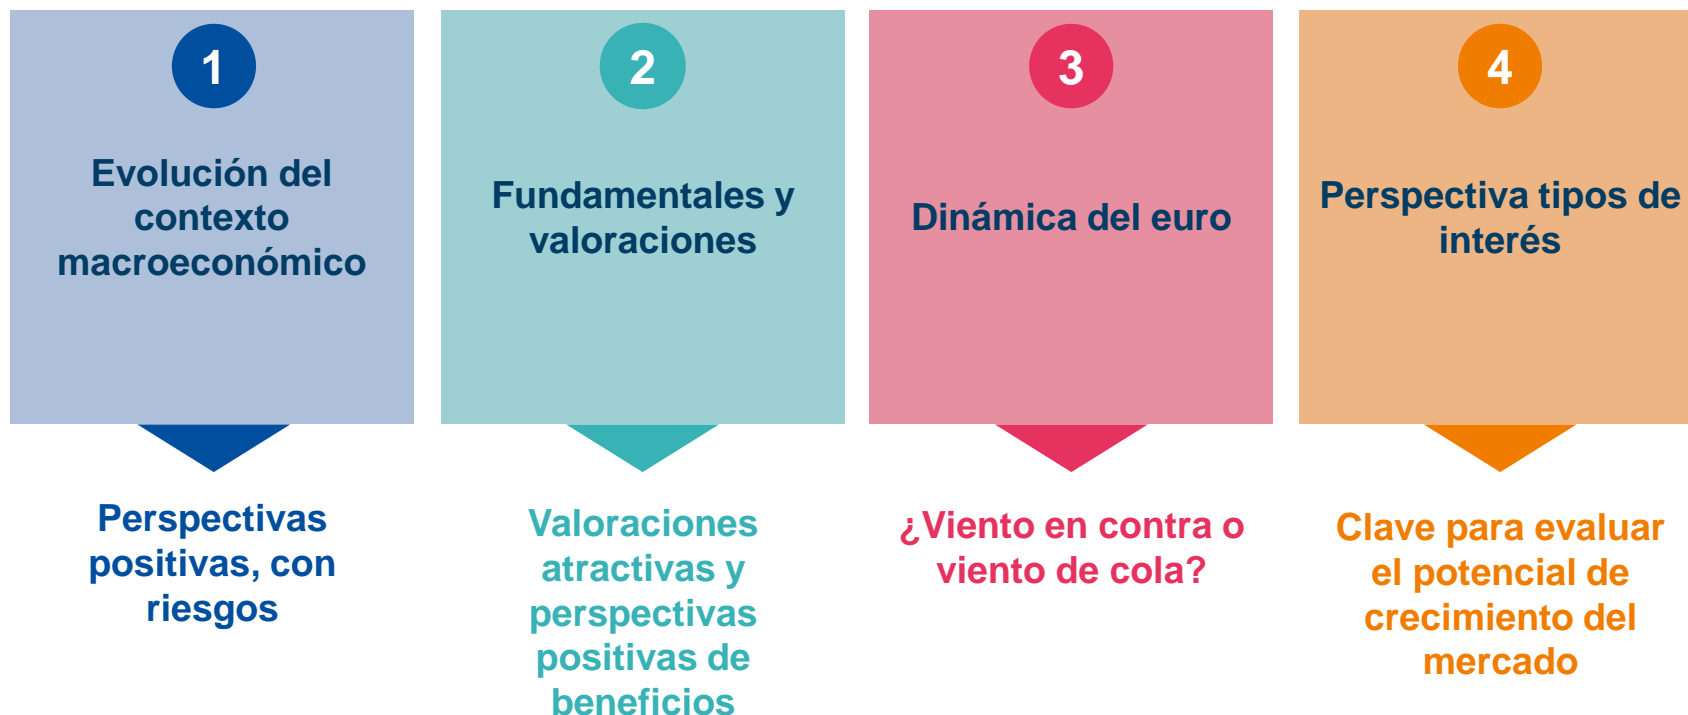 1
Evolución del
contexto
macroeconómico
Perspectivas
positivas, con
riesgos
2
Fundamentales y
valoraciones
Valoraciones
atractivas y
perspectivas
positivas de
beneficios
3
Dinámica del euro
¿Viento en contra o
viento de cola?
4
Perspectiva tipos de
interés
Clave para evaluar
el potencial de
crecimiento del
mercado